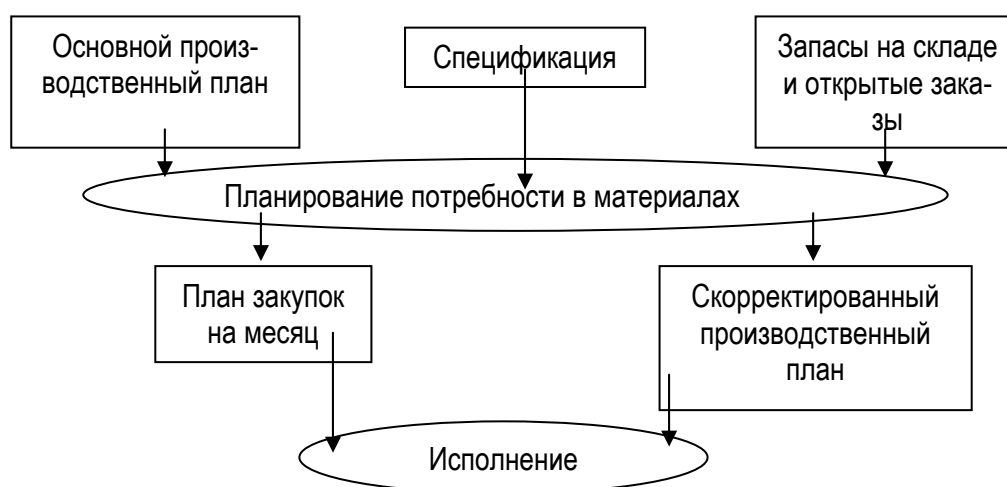 Основной произ-
водственный план
Спецификация
Запасы на складе
и открытые зака-
зы
Планирование потребности в материалах
План закупок
на месяц
Скорректированный
производственный
план
Исполнение